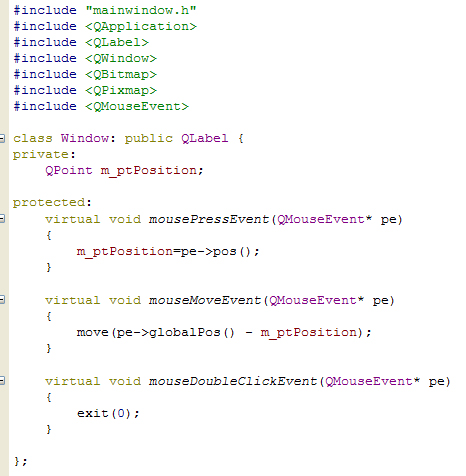 #include "mainwindow.h"
#include <QApplication>
#include <QLabel>
#include <QWindow>
#include <QBitmap>
#include <QPixmap>
#include <QMouseEvent>
class Window: public QLabel {
private:
    QPoint m_ptPosition;
protected:
    virtual void mousePressEvent(QMouseEvent* pe)
    {
        m_ptPosition=pe->pos();
    }
    virtual void mouseMoveEvent(QMouseEvent* pe)
    {
        move(pe->globalPos() - m_ptPosition);
    }
    virtual void mouseDoubleClickEvent(QMouseEvent* pe)
    {
        exit(0);
    }
};